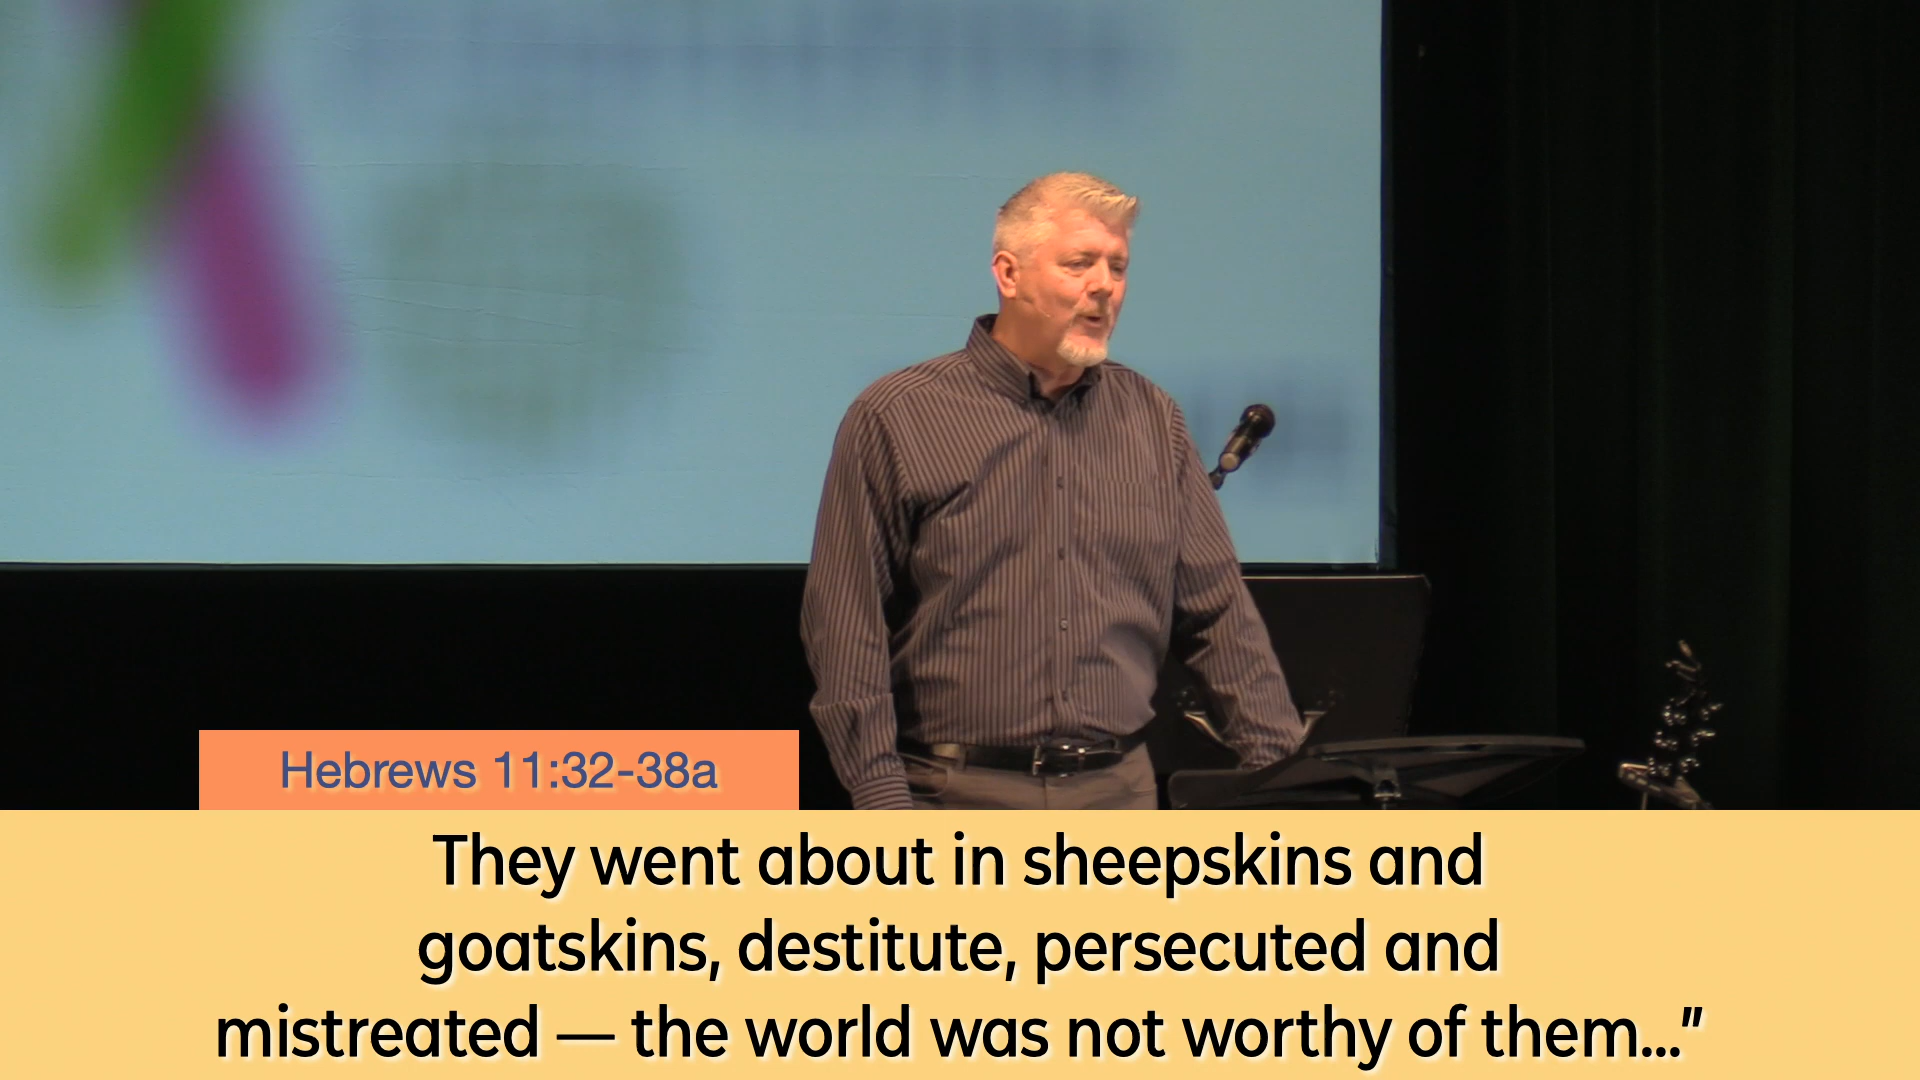 Hebrews 11:32-38a
They went about in sheepskins and
goatskins, destitute, persecuted and
mistreated — the world was not worthy of them...”